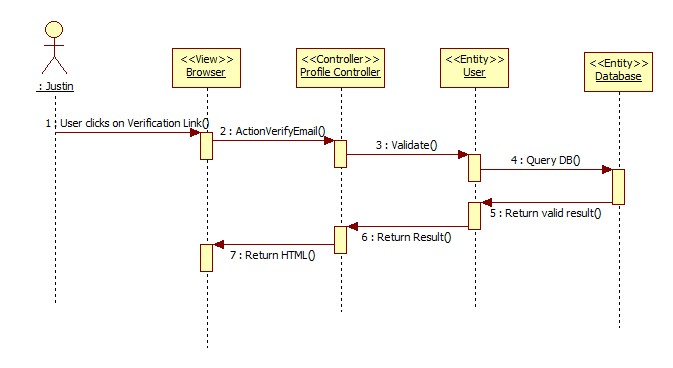 <<View>>
Browser
<<Controller>>
Profile Controller
<<Entity>>
User
<<Entity>>
Database
: Justin
1 : User clicks on Verification Link()
2 : ActionVerifyEmail()
3 : Validate()
4 : Query DB()
5 : Return valid result()
6 : Return Result()
7 : Return HTML()